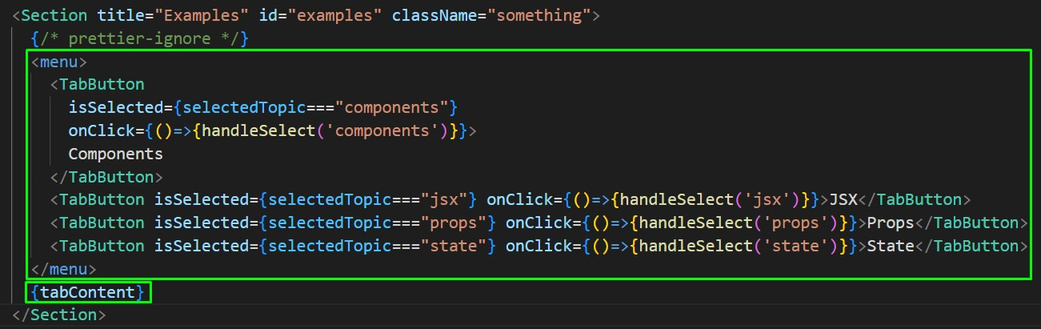 <Section title="Examples" id="examples" className="something">
{/* prettier-ignore */}
<menu>
<TabButton
isSelected={selectedTopic==="components"}
onClick={()=>{handleSelect('components')}}>
Components
</TabButton>
<TabButton isSelected={selectedTopic==="jsx"} onClick={()=>{handleSelect('jsx')}}>JSX</TabButton>
<TabButton isSelected={selectedTopic==="props"} onClick={()=>{handleSelect('props')}}>Props</TabButton>
<TabButton isSelected={selectedTopic==="state"} onClick={()=>{handleSelect('state')}}>State</TabButton>
</menu>
{tabContent}
</Section>